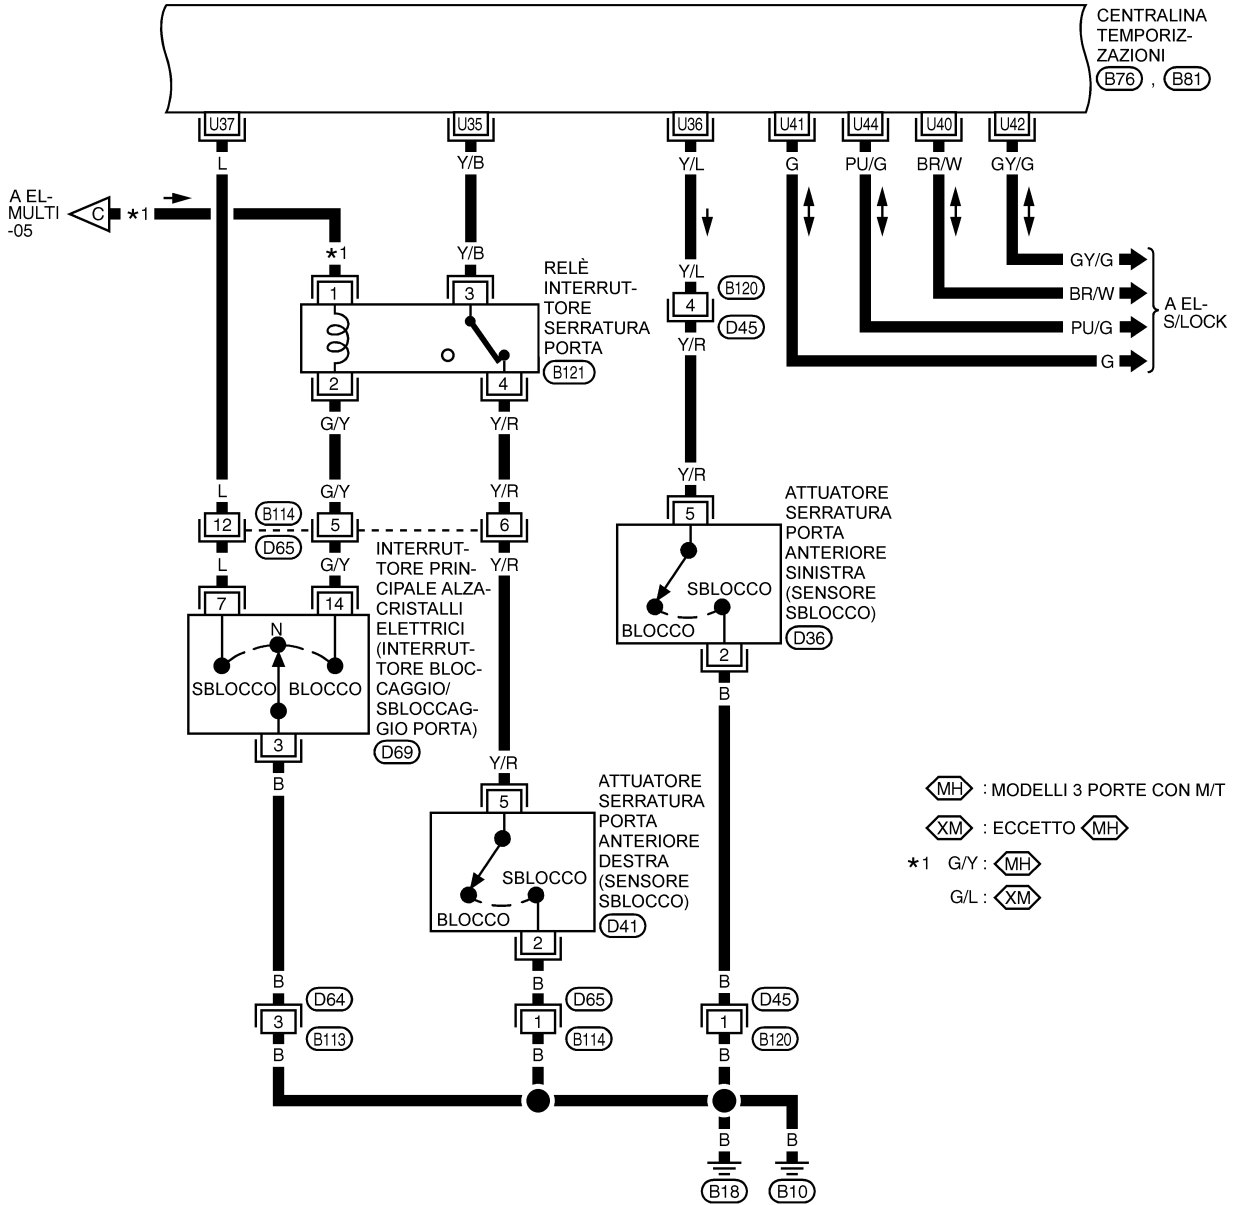 CENTRALINA
TEMPORIZ-
ZAZIONI
B76 , B81
U37
U35
U36
U41
U44
U40
U42
L
Y/B
Y/L
G
PU/G
BR/W
GY/G
A EL-
MULTI
-05
C
*1
*1
Y/B
Y/L
GY/G
BR/W
PU/G
G
A EL-
S/LOCK
1
3
RELÈ
INTERRUT-
TORE
SERRATURA
PORTA
B121
2
4
B120
4
D45
Y/R
G/Y
Y/R
Y/R
L
G/Y
Y/R
12
B114
D65
5
6
L
G/Y
Y/R
7
14
N
SBLOCCO
BLOCCO
3
INTERRUT-
TORE PRIN-
CIPALE ALZA-
CRISTALLI
ELETTRICI
(INTERRUT-
TORE BLOC-
CAGGIO/
SBLOCCAG-
GIO PORTA)
D69
5
SBLOCCO
BLOCCO
2
ATTUATORE
SERRATURA
PORTA
ANTERIORE
SINISTRA
(SENSORE
SBLOCCO)
D36
B
B
Y/R
5
SBLOCCO
BLOCCO
2
ATTUATORE
SERRATURA
PORTA
ANTERIORE
DESTRA
(SENSORE
SBLOCCO)
D41
MH : MODELLI 3 PORTE CON M/T
XM : ECCETTO MH
*1 G/Y : MH
G/L : XM
B
B
B
3
D64
B113
1
D65
B114
1
D45
B120
B
B
B
B
B
B18
B10